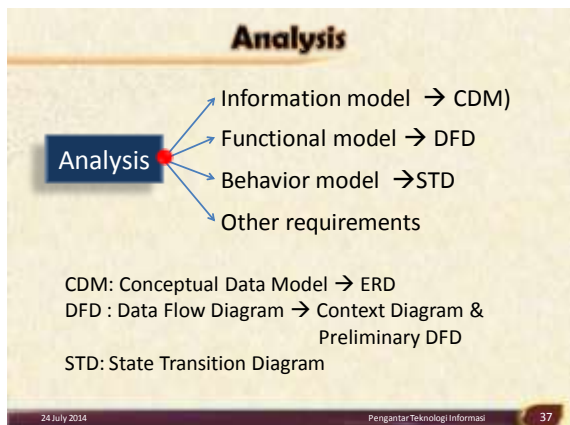 Analysis
Information model → CDM)
Functional model → DFD
Analysis
Behavior model →STD
Other requirements
CDM: Conceptual Data Model → ERD
DFD : Data Flow Diagram → Context Diagram &
Preliminary DFD
STD: State Transition Diagram
24 July 2014 Pengantar Teknologi Informasi 37